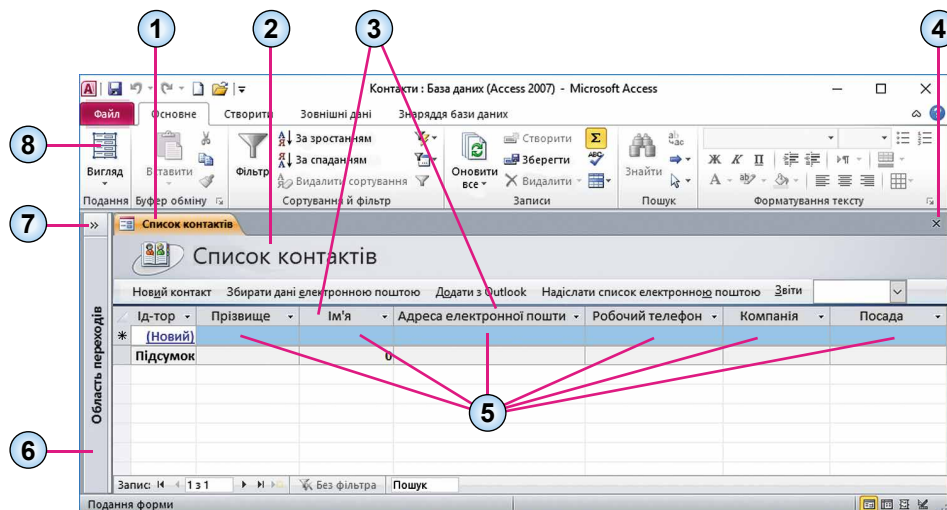 1 2 3 4
Контакти : База даних (Access 2007) - Microsoft Access
Файл Основне Створити Зовнішні дані Знаряддя бази даних
8
Вигляд
Вставити
Фільтр
За зростанням
За спаданням
Видалити сортування
Оновити все
Створити
Зберегти
Видалити
Знайти
Ж К П
А
Подання Буфер обміну Сортування й фільтр Записи Пошук Форматування тексту
7
Список контактів
Список контактів
Новий контакт Збирати дані електронною поштою Додати з Outlook Надіслати список електронною поштою Звіти
Ід-тор Прізвище Ім'я Адреса електронної пошти Робочий телефон Компанія Посада
(Новий)
Підсумок 0
Область переходів
5
6
Запис: 1 з 1 Без фільтра Пошук
Подання форми